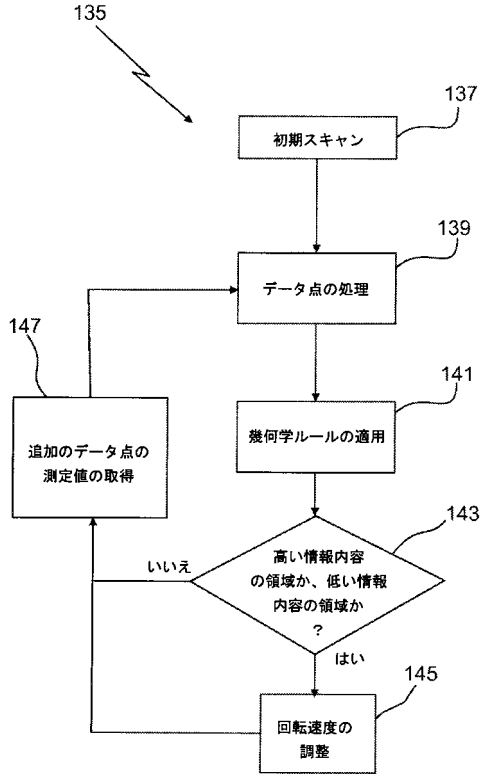 135
137
初期スキャン
139
データ点の処理
147
141
追加のデータ点の
測定値の取得
幾何学ルールの適用
143
高い情報内容
の領域か、低い情報
内容の領域か
?
いいえ
はい
145
回転速度の
調整